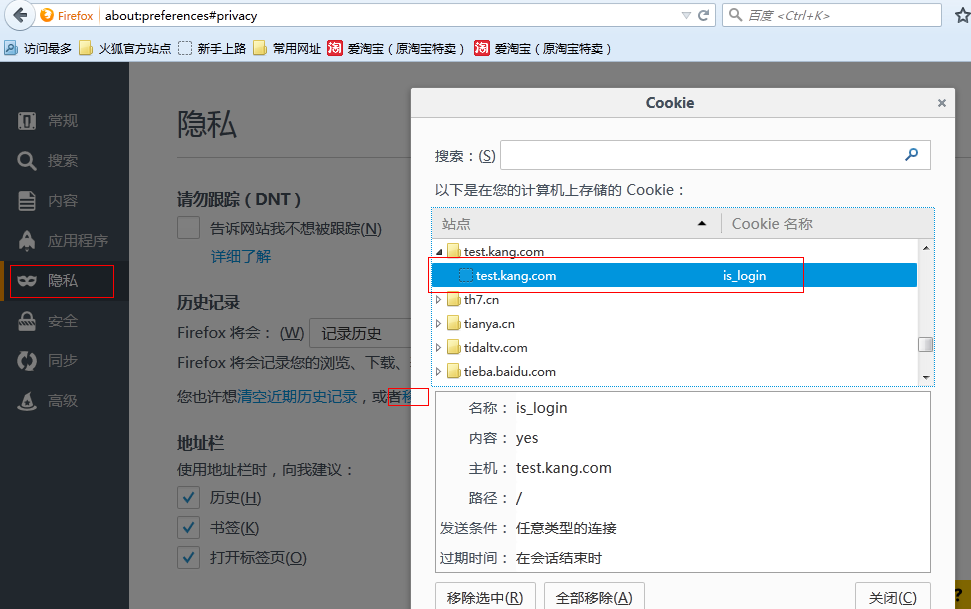 Firefox about:preferences#privacy 百度 <Ctrl+K>
访问最多 火狐官方站点 新手上路 常用网址 淘 爱淘宝（原淘宝特卖） 淘 爱淘宝（原淘宝特卖）
常规
搜索
内容
应用程序
隐私
安全
同步
高级
隐私
请勿跟踪（DNT）
告诉网站我不想被跟踪(N)
详细了解
历史记录
Firefox 将会：(W) 记录历史
Firefox 将会记录您的浏览、下载、
您也许想清空近期历史记录，或者移
地址栏
使用地址栏时，向我建议：
历史(H)
书签(K)
打开标签页(O)
Cookie ×
搜索：(S)
以下是在您的计算机上存储的 Cookie：
站点 Cookie 名称
test.kang.com
test.kang.com is_login
th7.cn
tianya.cn
tidaltv.com
tieba.baidu.com
名称：is_login
内容：yes
主机：test.kang.com
路径：/
发送条件：任意类型的连接
过期时间：在会话结束时
移除选中(R) 全部移除(A) 关闭(C) ?